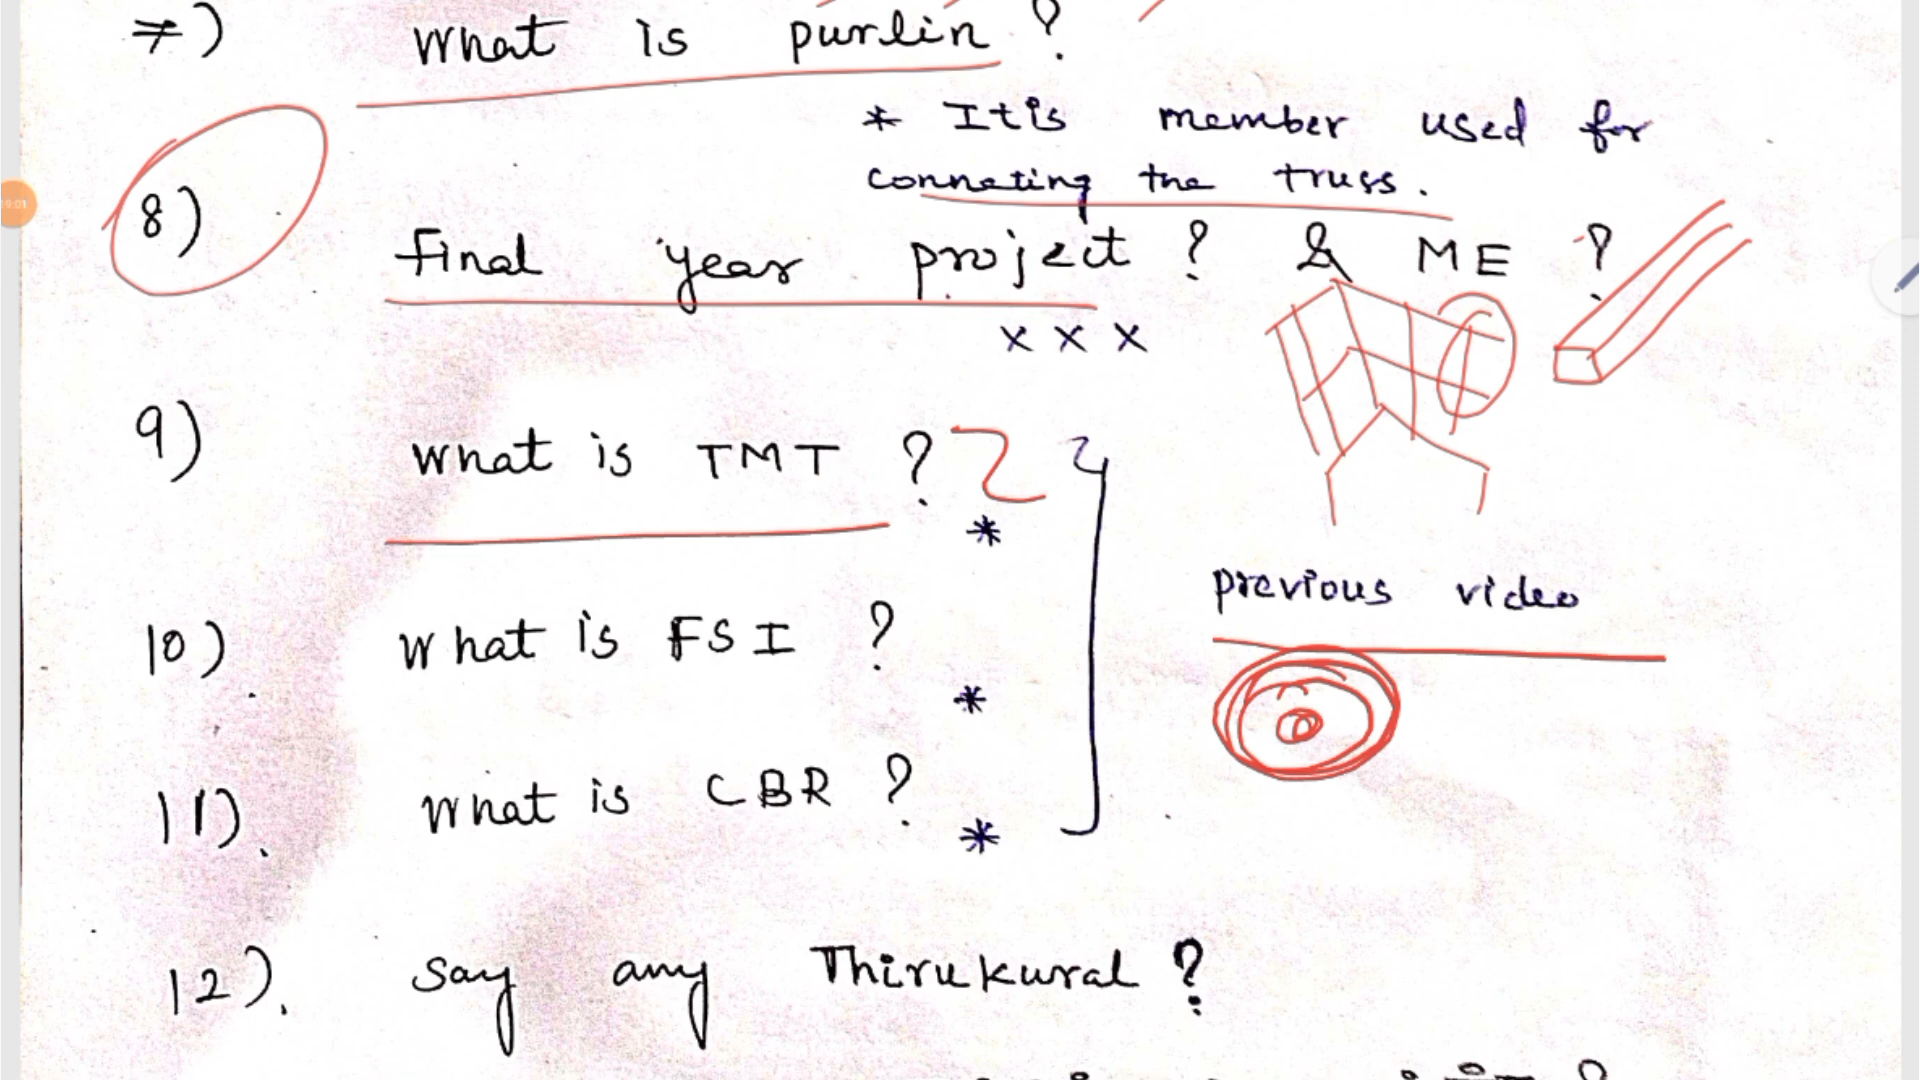 7) What is purlin ?
* It is member used for
conneting the truss.
8) Final year project ? & ME ?
x x x
9) What is TMT ?
*
previous video
10) What is FSI ?
*
11). What is CBR ?
*
12). Say any Thirukural ?